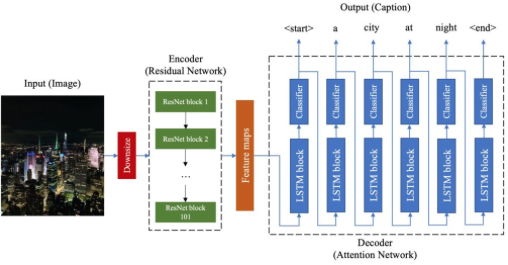 Output (Caption)
<start> a city at night <end>
Encoder
(Residual Network)
Input (Image)
Downsize
ResNet block 1
ResNet block 2
...
ResNet block
101
Feature maps
Classifier
Classifier
Classifier
Classifier
Classifier
Classifier
LSTM block
LSTM block
LSTM block
LSTM block
LSTM block
LSTM block
Decoder
(Attention Network)